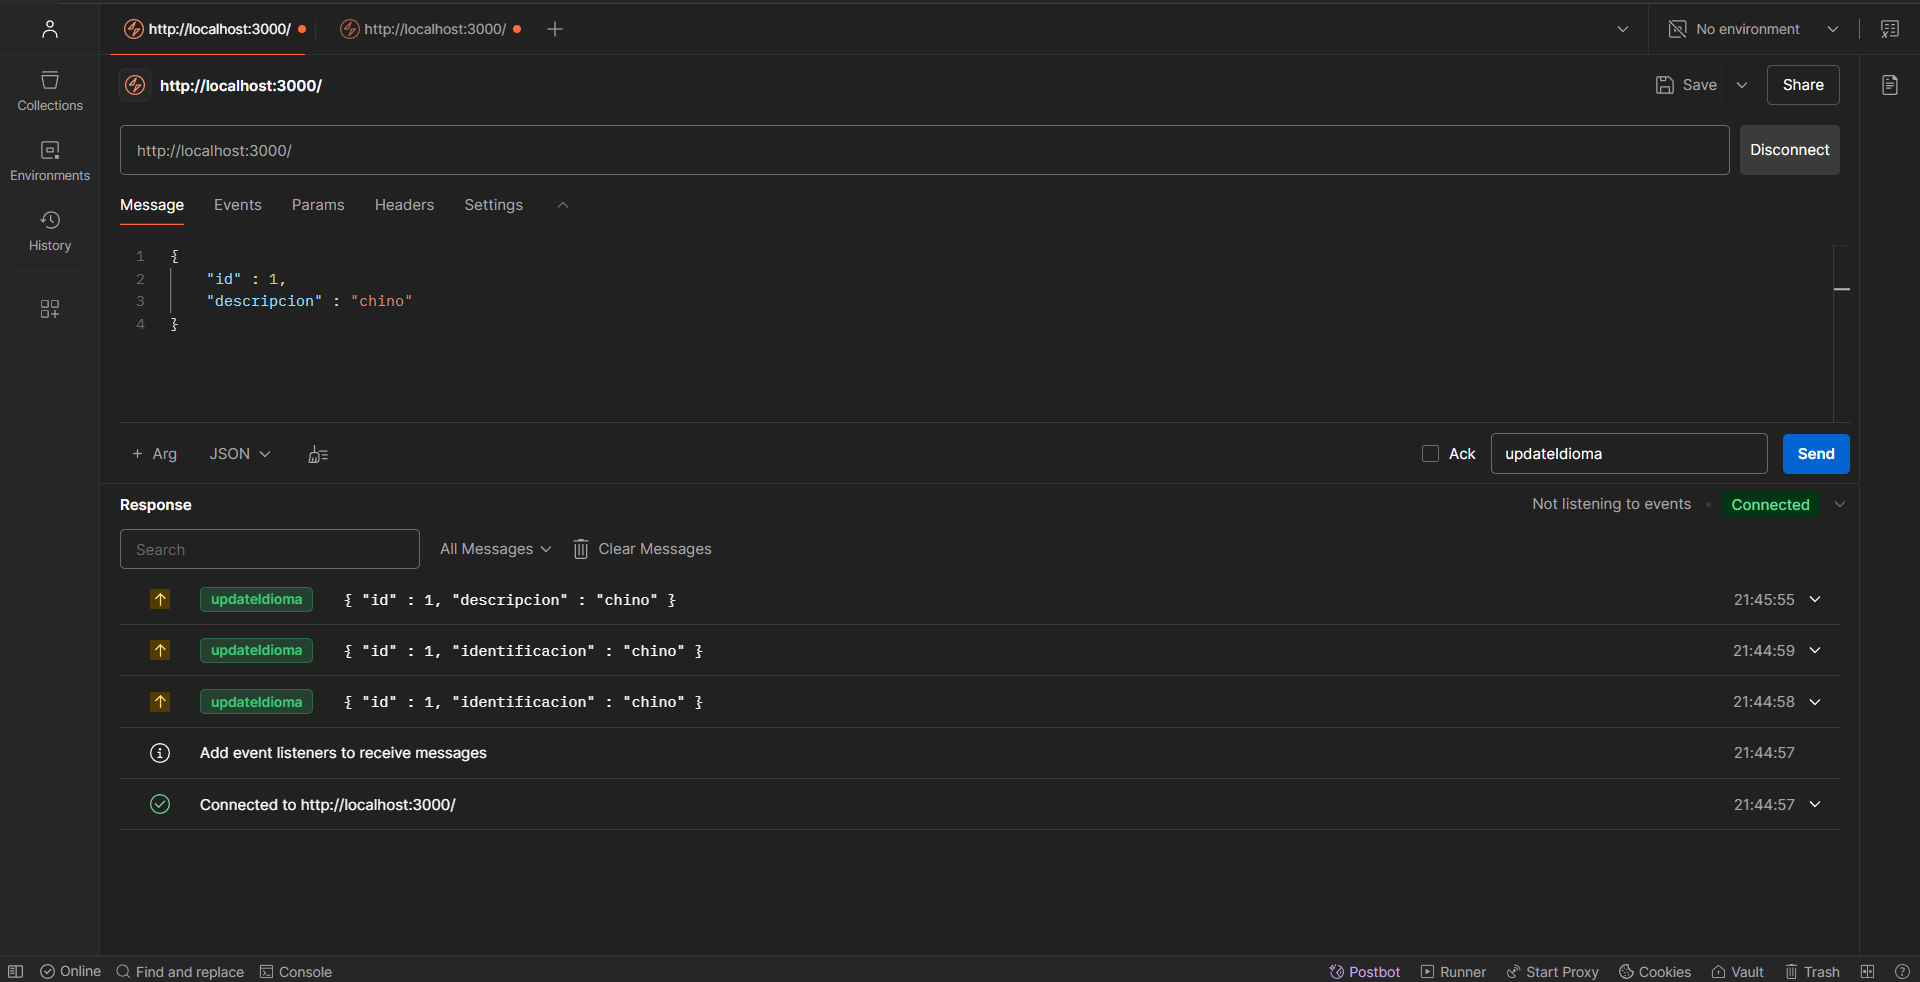 http://localhost:3000/
http://localhost:3000/
No environment
http://localhost:3000/
Save
Share
Collections
Environments
History
http://localhost:3000/
Disconnect
Message Events Params Headers Settings
1 {
2 "id" : 1,
3 "descripcion" : "chino"
4 }
+ Arg JSON
Ack
updateIdioma
Send
Response
Not listening to events
Connected
Search
All Messages
Clear Messages
updateIdioma { "id" : 1, "descripcion" : "chino" } 21:45:55
updateIdioma { "id" : 1, "identificacion" : "chino" } 21:44:59
updateIdioma { "id" : 1, "identificacion" : "chino" } 21:44:58
Add event listeners to receive messages 21:44:57
Connected to http://localhost:3000/ 21:44:57
Online Find and replace Console Postbot Runner Start Proxy Cookies Vault Trash